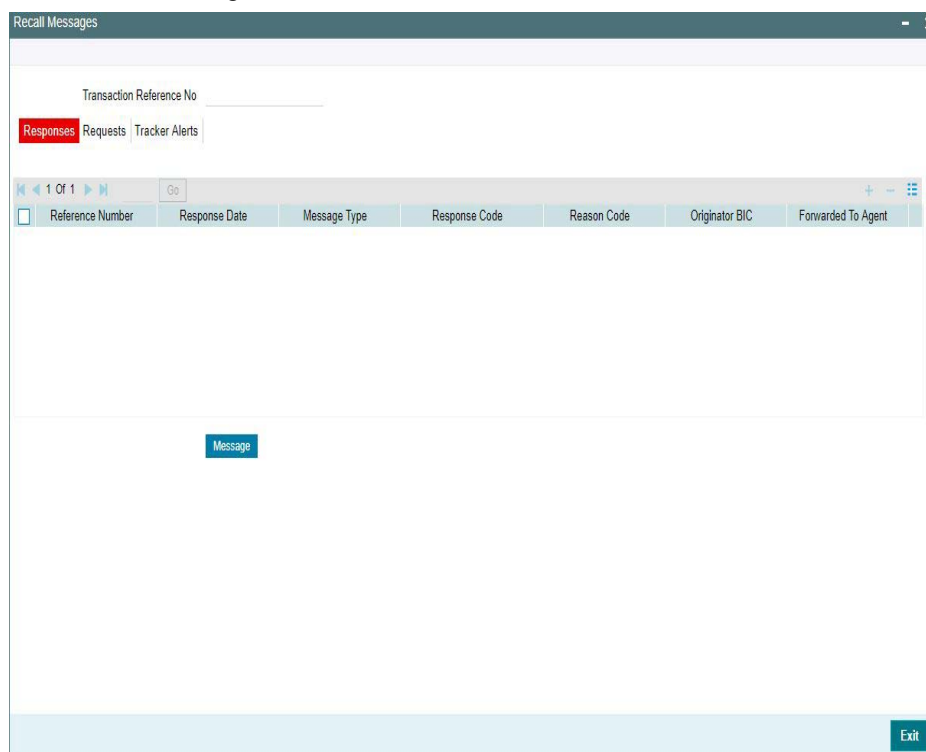 Recall Messages
Transaction Reference No
Responses Requests Tracker Alerts
1 Of 1 Go
Reference Number Response Date Message Type Response Code Reason Code Originator BIC Forwarded To Agent
Message
Exit